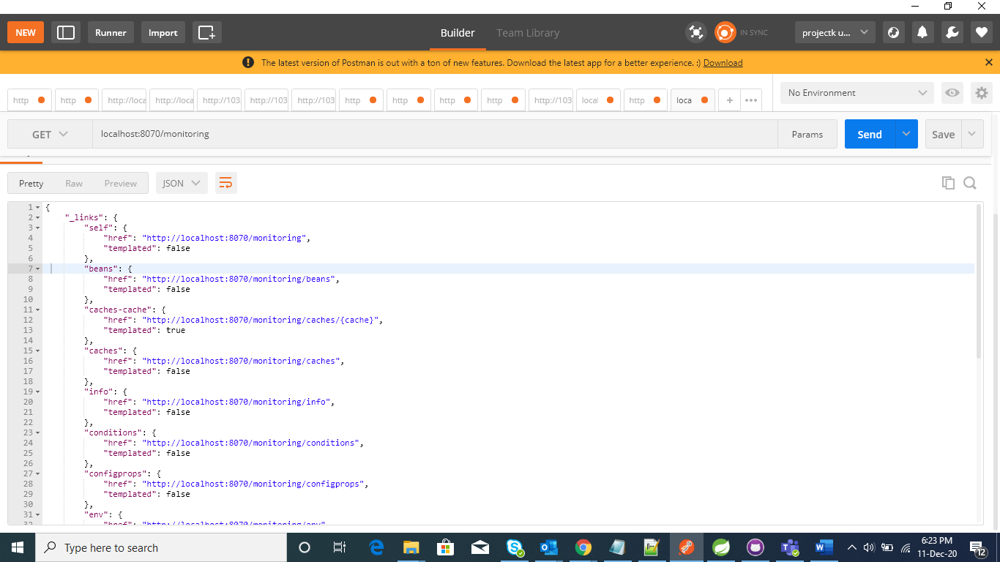 NEW Runner Import Builder Team Library IN SYNC projectk u...
The latest version of Postman is out with a ton of new features. Download the latest app for a better experience. :) Download
http http http://loca http://loca http://103 http://103 http://103 http http http http http://103 local http loca + ••• No Environment
GET localhost:8070/monitoring Params Send Save
Pretty Raw Preview JSON
1 {
2 "_links": {
3 "self": {
4 "href": "http://localhost:8070/monitoring",
5 "templated": false
6 },
7 "beans": {
8 "href": "http://localhost:8070/monitoring/beans",
9 "templated": false
10 },
11 "caches-cache": {
12 "href": "http://localhost:8070/monitoring/caches/{cache}",
13 "templated": true
14 },
15 "caches": {
16 "href": "http://localhost:8070/monitoring/caches",
17 "templated": false
18 },
19 "info": {
20 "href": "http://localhost:8070/monitoring/info",
21 "templated": false
22 },
23 "conditions": {
24 "href": "http://localhost:8070/monitoring/conditions",
25 "templated": false
26 },
27 "configprops": {
28 "href": "http://localhost:8070/monitoring/configprops",
29 "templated": false
30 },
31 "env": {
32 "href": "http://localhost:8070/monitoring/env"
Type here to search
6:23 PM
11-Dec-20
12